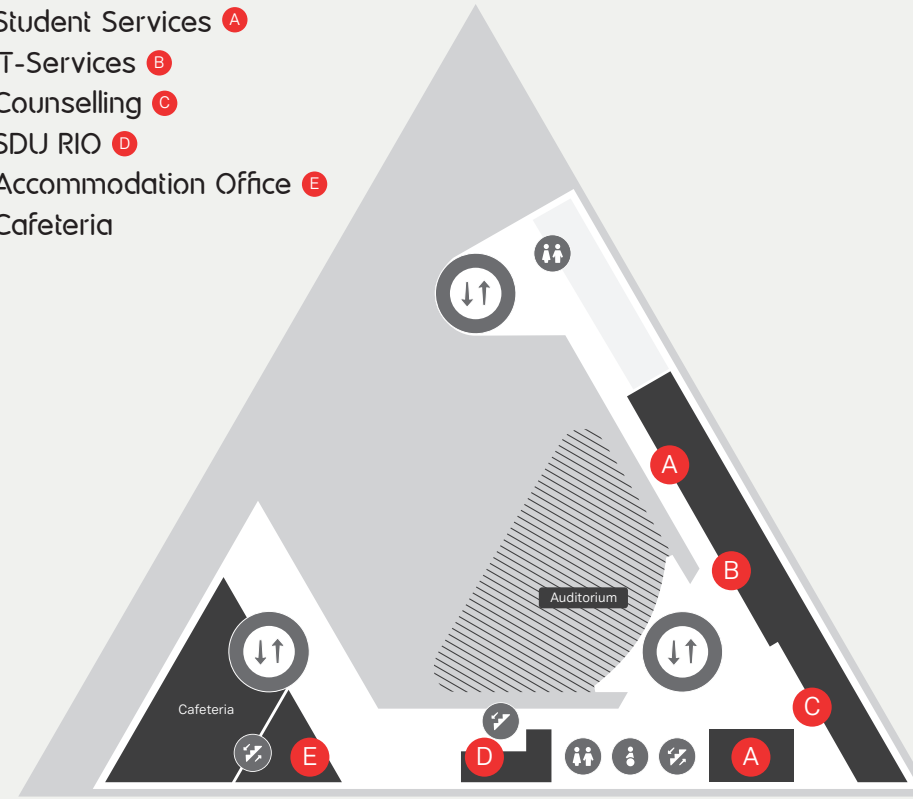 Student Services A
T-Services B
Counselling C
SDU RIO D
Accommodation Office E
Cafeteria
A
B
Auditorium
C
Cafeteria
E
D
A